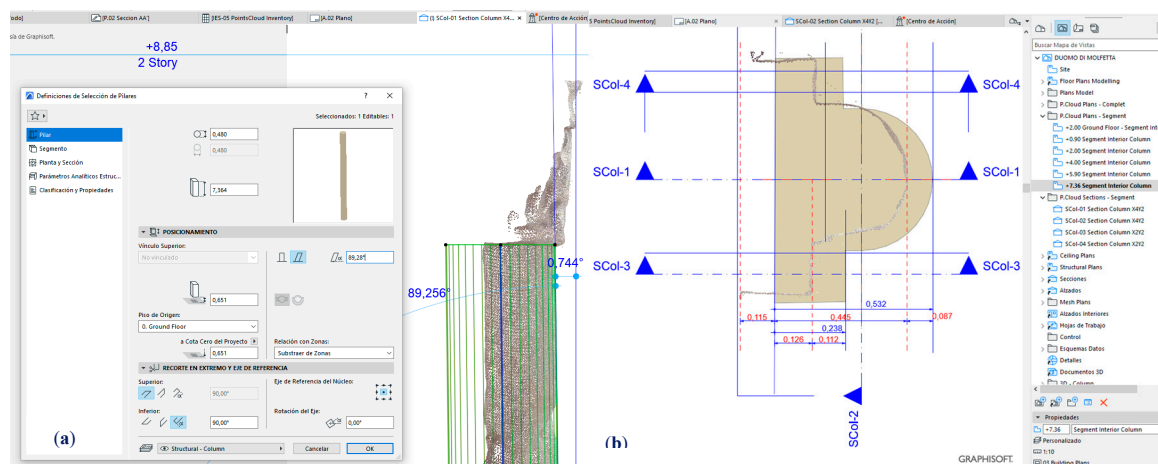 odo]
[P.02 Seccion AA']
[IES-05 PointsCloud Inventory]
[A.02 Plano]
(I) SCol-01 Section Column X4...
[Centro de Acción]
sía de Graphisoft.
+8,85
2 Story
Definiciones de Selección de Pilares
? ×
Seleccionados: 1 Editables: 1
Pilar
Segmento
Planta y Sección
Parámetros Analíticos Estruc...
Clasificación y Propiedades
0,480
0,480
7,364
POSICIONAMIENTO
Vínculo Superior:
No vinculado
89,28°
0,651
Piso de Origen:
0. Ground Floor
a Cota Cero del Proyecto
0,651
Relación con Zonas:
Substraer de Zonas
RECORTE EN EXTREMO Y EJE DE REFERENCIA
Superior:
90,00°
Inferior:
90,00°
Eje de Referencia del Núcleo:
Rotación del Eje:
0,00°
Structural - Column
Cancelar
OK
(a)
89,256°
0,744°
5 PointsCloud Inventory]
[A.02 Plano]
SCol-02 Section Column X4Y2 [...
[Centro de Acción]
SCol-4
SCol-4
SCol-1
SCol-1
SCol-3
SCol-3
0,532
0,115
0,445
0,087
0,238
0,126
0,112
SCol-2
(b)
GRAPHISOFT.
Buscar Mapa de Vistas
DUOMO DI MOLFETTA
Site
Floor Plans Modelling
Plans Model
P.Cloud Plans - Complet
P.Cloud Plans - Segment
+2.00 Ground Floor - Segment Int
+0.90 Segment Interior Column
+2.00 Segment Interior Column
+4.00 Segment Interior Column
+5.90 Segment Interior Column
+7.36 Segment Interior Column
P.Cloud Sections - Segment
SCol-01 Section Column X4Y2
SCol-02 Section Column X4Y2
SCol-03 Section Column X2Y2
SCol-04 Section Column X2Y2
Ceiling Plans
Structural Plans
Secciones
Alzados
Mesh Plans
Alzados Interiores
Hojas de Trabajo
Control
Esquemas Datos
Detalles
Documentos 3D
3D - Column
Propiedades
+7.36 Segment Interior Column
Personalizado
1:10
01 Building Plans